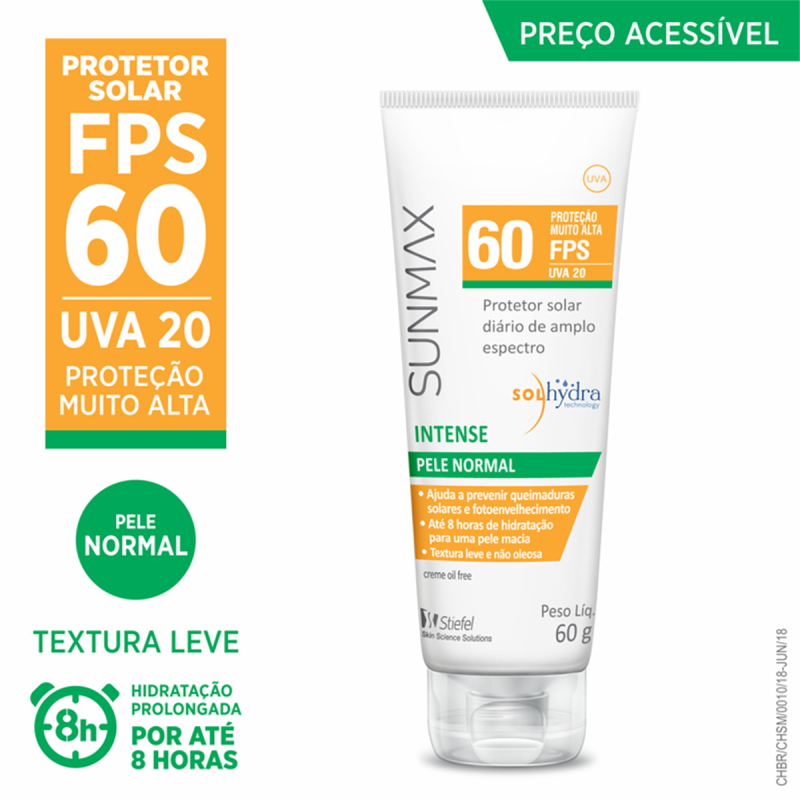 PREÇO ACESSÍVEL
PROTETOR
SOLAR
FPS
60
UVA 20
PROTEÇÃO
MUITO ALTA
PELE
NORMAL
TEXTURA LEVE
8h
HIDRATAÇÃO
PROLONGADA
POR ATÉ
8 HORAS
SUNMAX
UVA
60
PROTEÇÃO
MUITO ALTA
FPS
UVA 20
Protetor solar
diário de amplo
espectro
SOLhydra
technology
INTENSE
PELE NORMAL
• Ajuda a prevenir queimaduras
solares e fotoenvelhecimento
• Até 8 horas de hidratação
para uma pele macia
• Textura leve e não oleosa
creme oil free
Stiefel
Skin Science Solutions
Peso Líq.
60 g
CHBR/CHSM/0010/18-JUN/18